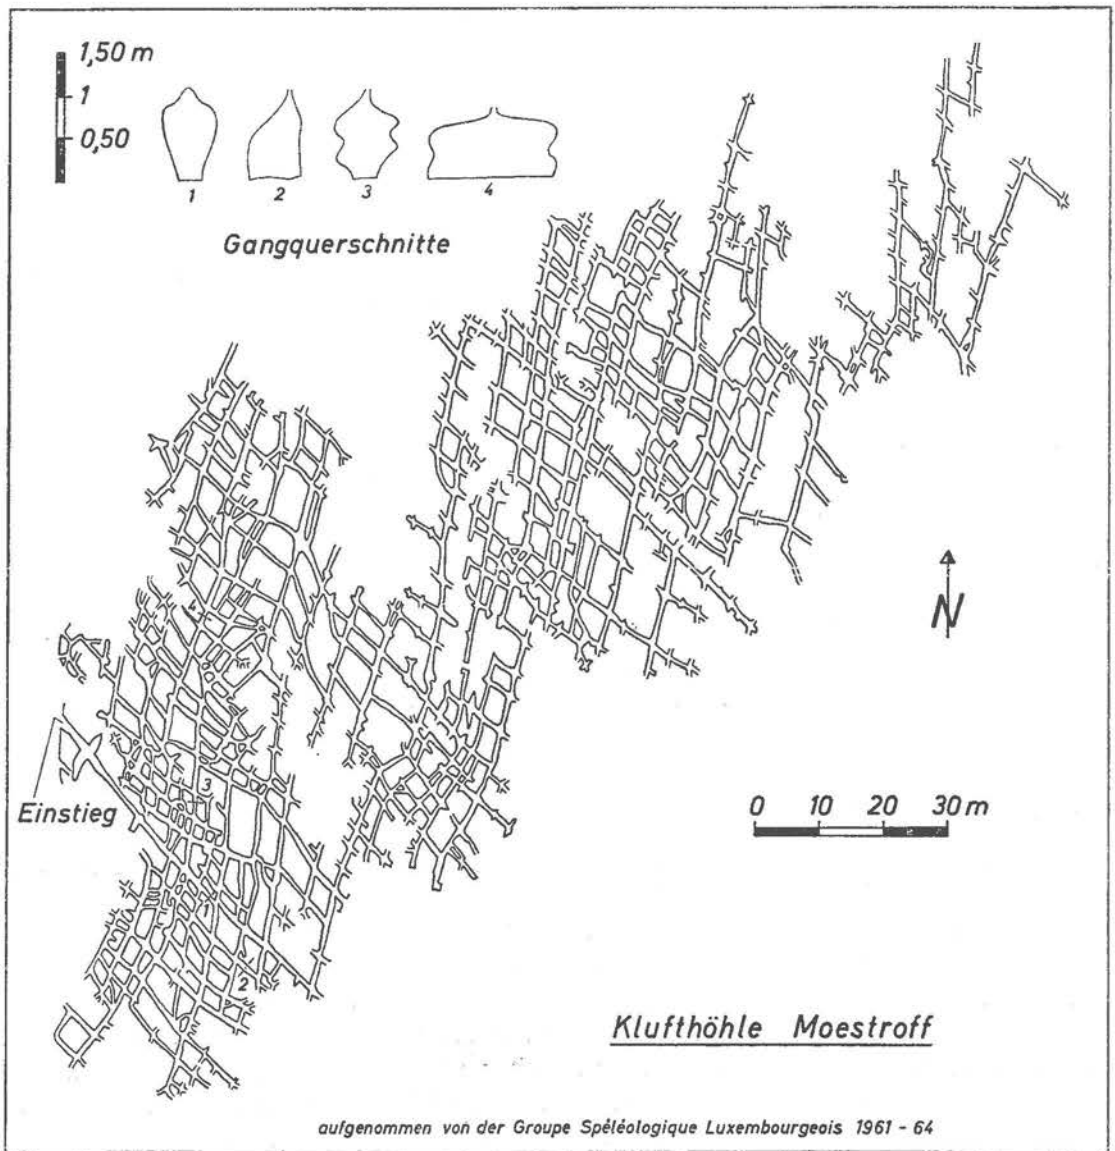 1,50 m
1
0,50
1 2 3 4
Gangquerschnitte
4
N
3
Einstieg
0 10 20 30 m
1
2
Klufthöhle Moestroff
aufgenommen von der Groupe Spéléologique Luxembourgeois 1961 - 64